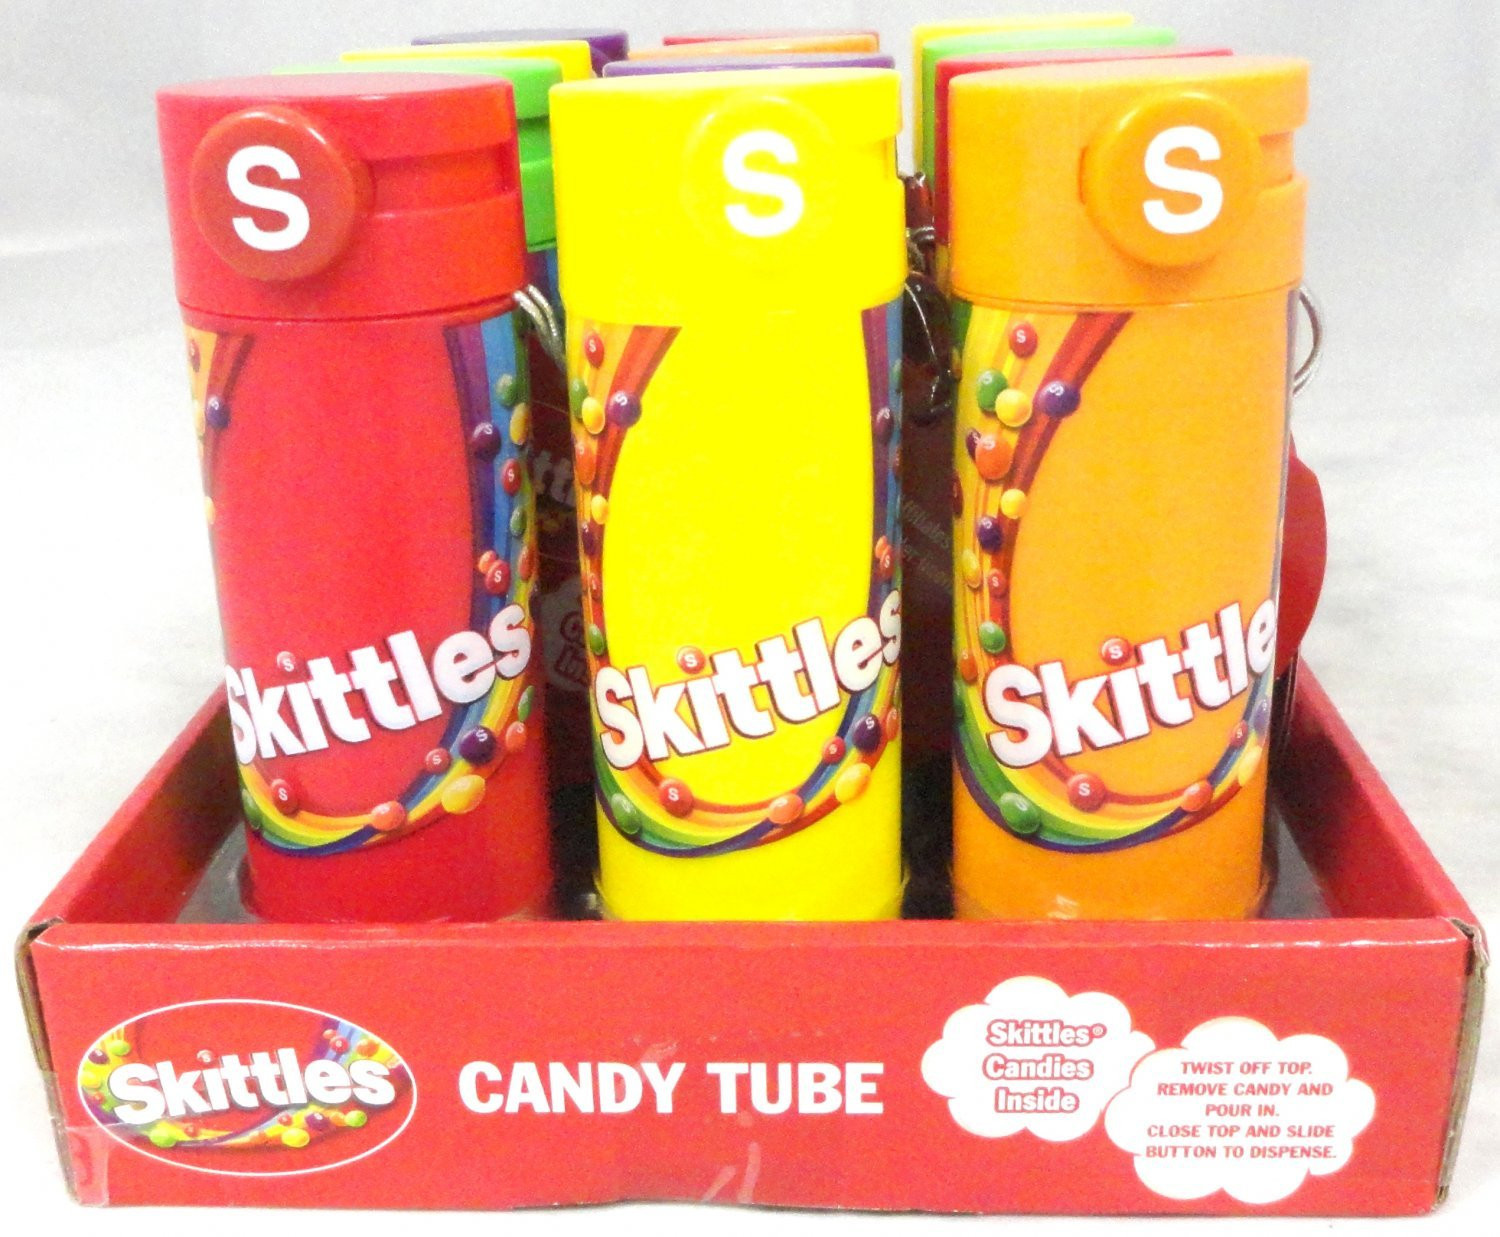 S
S
S
Skittles
Skittles
Skittle
Skittles
CANDY TUBE
Skittles®
Candies
Inside
TWIST OFF TOP.
REMOVE CANDY AND
POUR IN.
CLOSE TOP AND SLIDE
BUTTON TO DISPENSE.